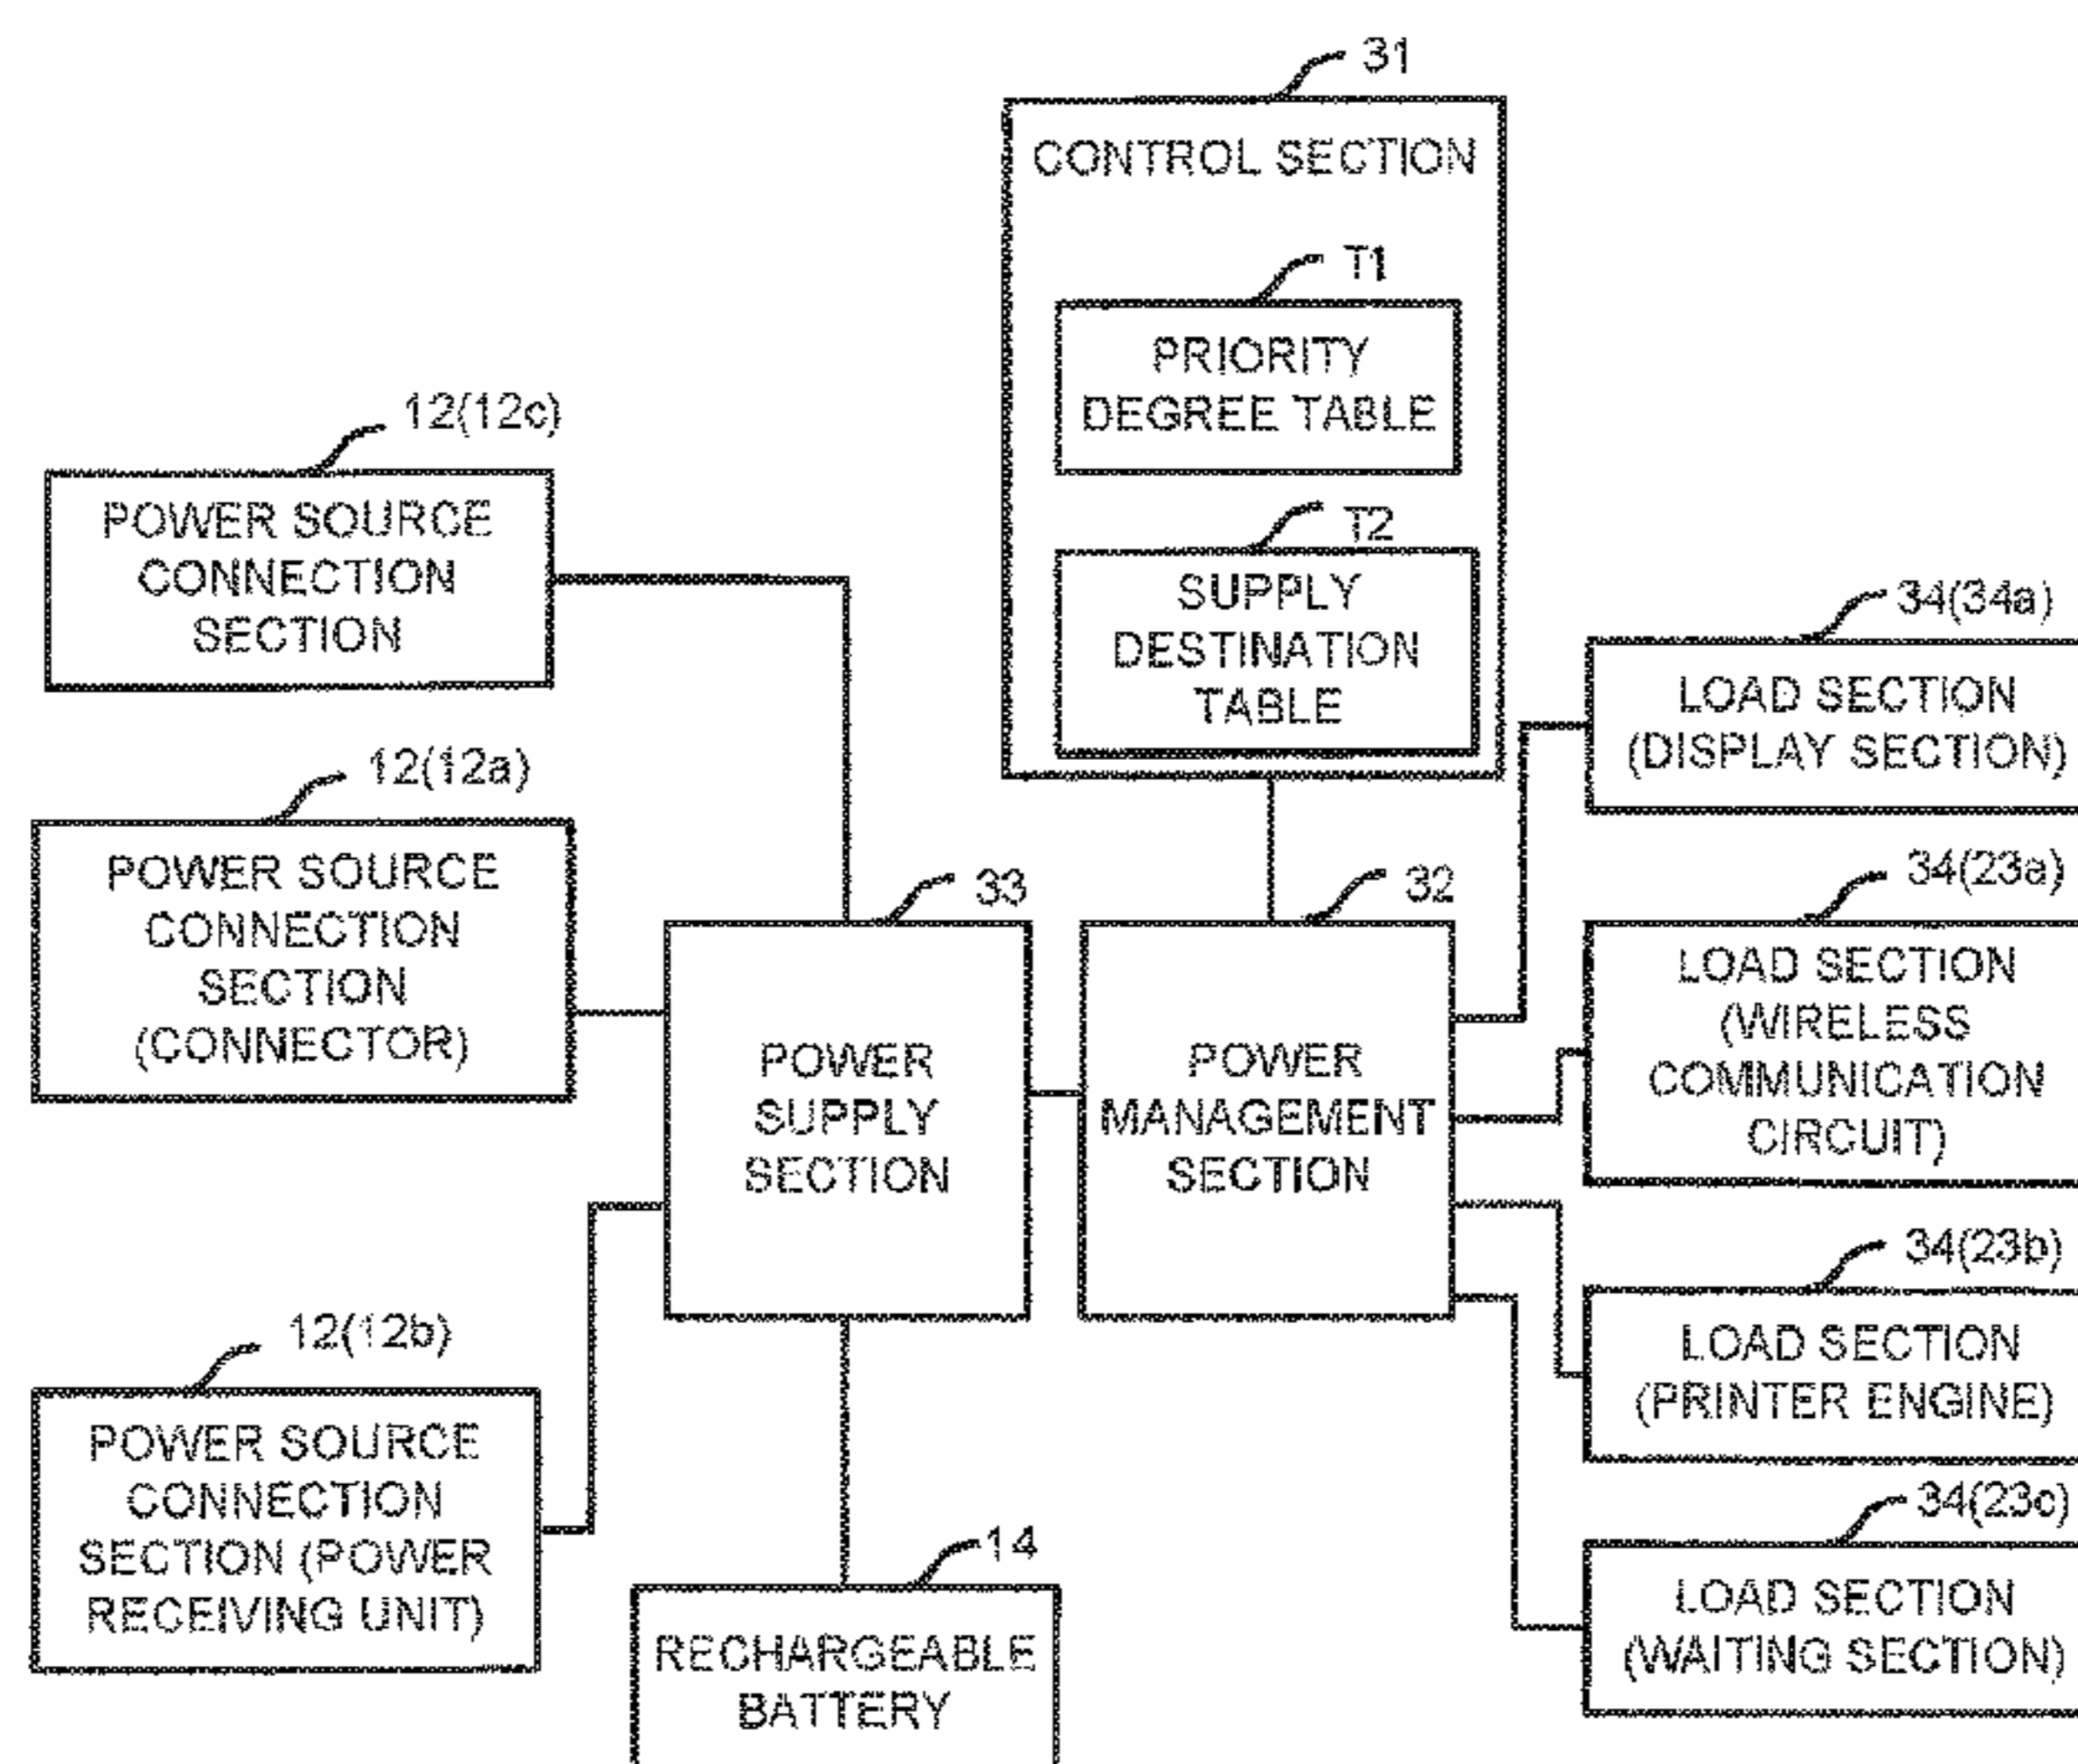 31
CONTROL SECTION
T1
PRIORITY
DEGREE TABLE
T2
SUPPLY
DESTINATION
TABLE
12(12c)
POWER SOURCE
CONNECTION
SECTION
12(12a)
POWER SOURCE
CONNECTION
SECTION
(CONNECTOR)
12(12b)
POWER SOURCE
CONNECTION
SECTION (POWER
RECEIVING UNIT)
33
POWER
SUPPLY
SECTION
32
POWER
MANAGEMENT
SECTION
14
RECHARGEABLE
BATTERY
34(34a)
LOAD SECTION
(DISPLAY SECTION)
34(23a)
LOAD SECTION
(WIRELESS
COMMUNICATION
CIRCUIT)
34(23b)
LOAD SECTION
(PRINTER ENGINE)
34(23c)
LOAD SECTION
(WAITING SECTION)